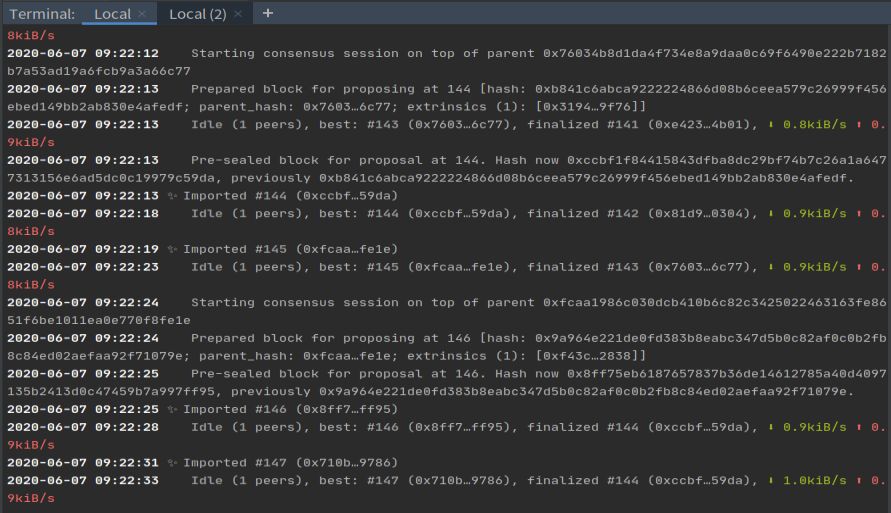 Terminal: Local × Local (2) × +
8kiB/s
2020-06-07 09:22:12 Starting consensus session on top of parent 0x76034b8d1da4f734e8a9daa0c69f6490e222b7182
b7a53ad19a6fcb9a3a66c77
2020-06-07 09:22:13 Prepared block for proposing at 144 [hash: 0xb841c6abca9222224866d08b6ceea579c26999f456
ebed149bb2ab830e4afedf; parent_hash: 0x7603…6c77; extrinsics (1): [0x3194…9f76]]
2020-06-07 09:22:13 Idle (1 peers), best: #143 (0x7603…6c77), finalized #141 (0xe423…4b01), ⬇ 0.8kiB/s ⬆ 0.
9kiB/s
2020-06-07 09:22:13 Pre-sealed block for proposal at 144. Hash now 0xccbf1f84415843dfba8dc29bf74b7c26a1a647
7313156e6ad5dc0c19979c59da, previously 0xb841c6abca9222224866d08b6ceea579c26999f456ebed149bb2ab830e4afedf.
2020-06-07 09:22:13 ✨ Imported #144 (0xccbf…59da)
2020-06-07 09:22:18 Idle (1 peers), best: #144 (0xccbf…59da), finalized #142 (0x81d9…0304), ⬇ 0.9kiB/s ⬆ 0.
8kiB/s
2020-06-07 09:22:19 ✨ Imported #145 (0xfcaa…fe1e)
2020-06-07 09:22:23 Idle (1 peers), best: #145 (0xfcaa…fe1e), finalized #143 (0x7603…6c77), ⬇ 0.9kiB/s ⬆ 0.
8kiB/s
2020-06-07 09:22:24 Starting consensus session on top of parent 0xfcaa1986c030dcb410b6c82c3425022463163fe86
51f6be1011ea0e770f8fe1e
2020-06-07 09:22:24 Prepared block for proposing at 146 [hash: 0x9a964e221de0fd383b8eabc347d5b0c82af0c0b2fb
8c84ed02aefaa92f71079e; parent_hash: 0xfcaa…fe1e; extrinsics (1): [0xf43c…2838]]
2020-06-07 09:22:25 Pre-sealed block for proposal at 146. Hash now 0x8ff75eb6187657837b36de14612785a40d4097
135b2413d0c47459b7a997ff95, previously 0x9a964e221de0fd383b8eabc347d5b0c82af0c0b2fb8c84ed02aefaa92f71079e.
2020-06-07 09:22:25 ✨ Imported #146 (0x8ff7…ff95)
2020-06-07 09:22:28 Idle (1 peers), best: #146 (0x8ff7…ff95), finalized #144 (0xccbf…59da), ⬇ 0.9kiB/s ⬆ 0.
9kiB/s
2020-06-07 09:22:31 ✨ Imported #147 (0x710b…9786)
2020-06-07 09:22:33 Idle (1 peers), best: #147 (0x710b…9786), finalized #144 (0xccbf…59da), ⬇ 1.0kiB/s ⬆ 0.
9kiB/s